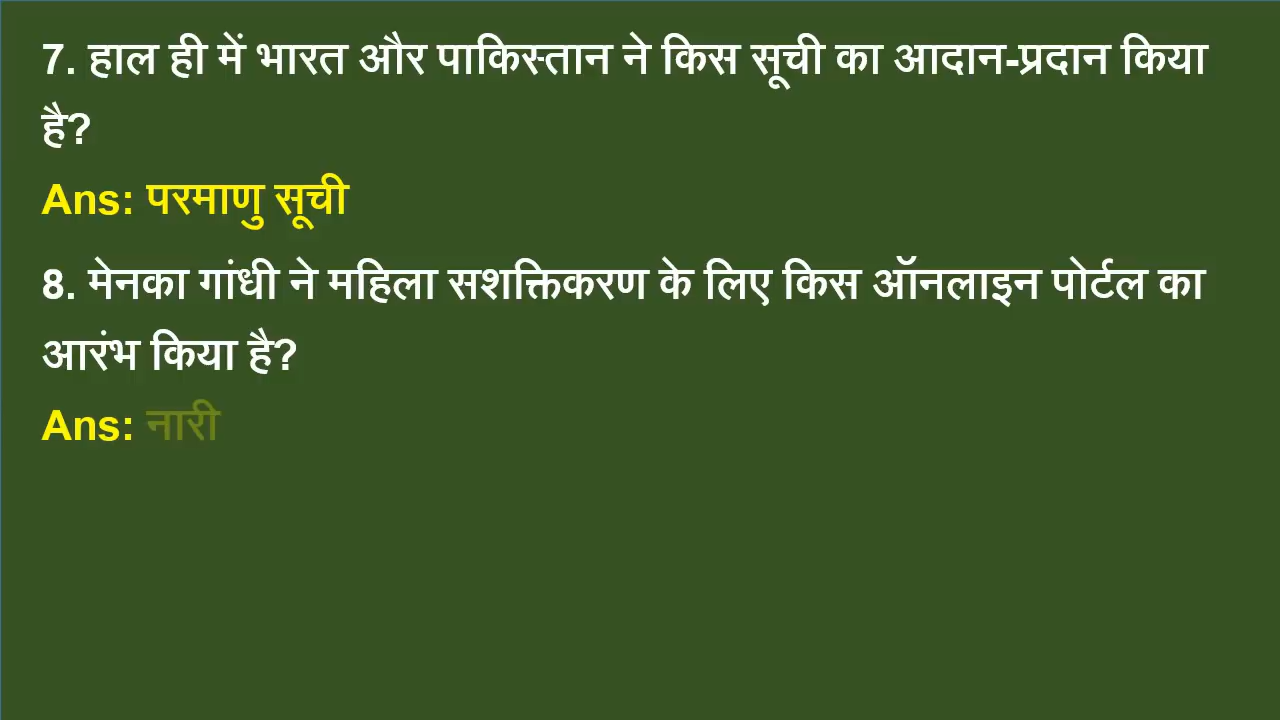 7. हाल ही में भारत और पाकिस्तान ने किस सूची का आदान-प्रदान किया
है?
Ans: परमाणु सूची
8. मेनका गांधी ने महिला सशक्तिकरण के लिए किस ऑनलाइन पोर्टल का
आरंभ किया है?
Ans: नारी